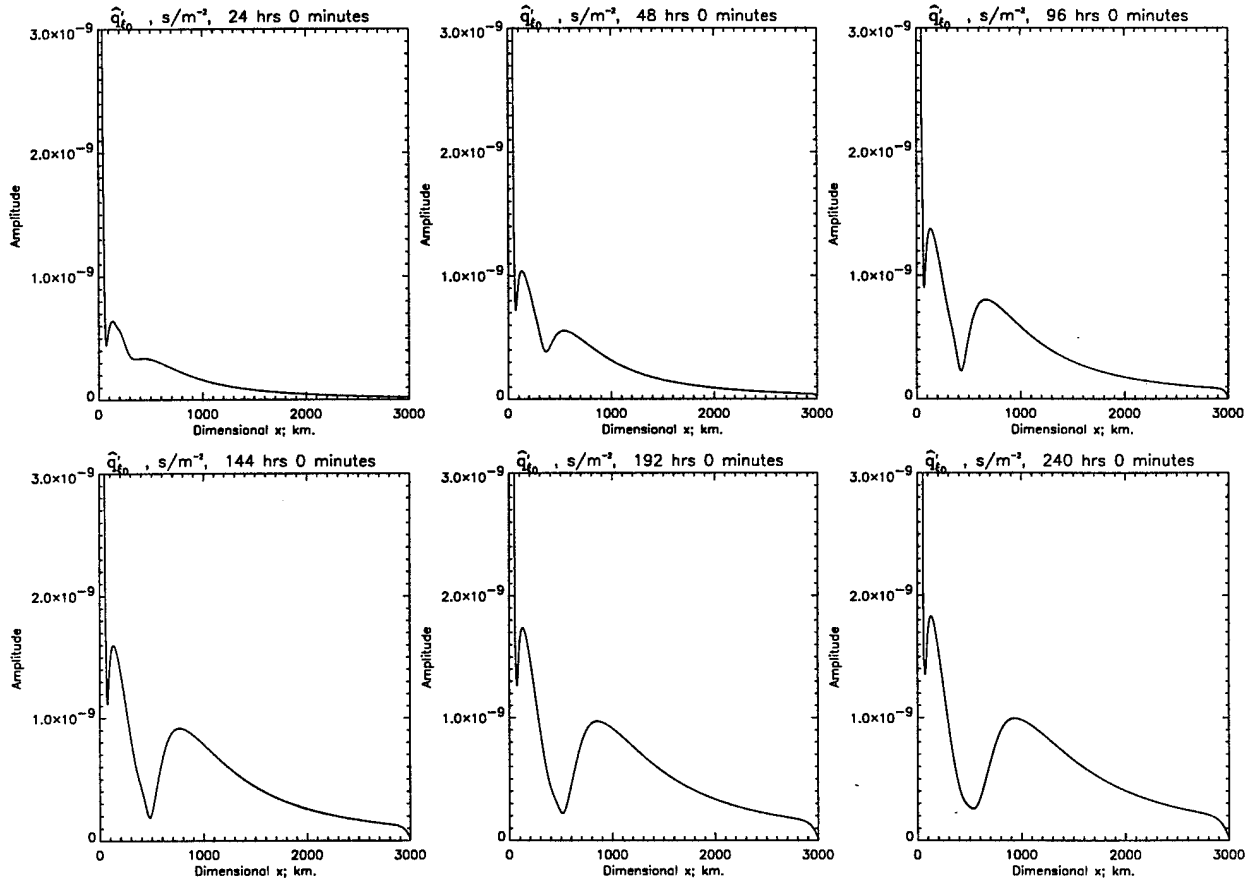 q̂'ξ0 , s/m⁻², 24 hrs 0 minutes
3.0×10⁻⁹
2.0×10⁻⁹
1.0×10⁻⁹
0
Amplitude
0 1000 2000 3000
Dimensional x; km.
q̂'ξ0 , s/m⁻², 48 hrs 0 minutes
3.0×10⁻⁹
2.0×10⁻⁹
1.0×10⁻⁹
0
Amplitude
0 1000 2000 3000
Dimensional x; km.
q̂'ξ0 , s/m⁻², 96 hrs 0 minutes
3.0×10⁻⁹
2.0×10⁻⁹
1.0×10⁻⁹
0
Amplitude
0 1000 2000 3000
Dimensional x; km.
q̂'ξ0 , s/m⁻², 144 hrs 0 minutes
3.0×10⁻⁹
2.0×10⁻⁹
1.0×10⁻⁹
0
Amplitude
0 1000 2000 3000
Dimensional x; km.
q̂'ξ0 , s/m⁻², 192 hrs 0 minutes
3.0×10⁻⁹
2.0×10⁻⁹
1.0×10⁻⁹
0
Amplitude
0 1000 2000 3000
Dimensional x; km.
q̂'ξ0 , s/m⁻², 240 hrs 0 minutes
3.0×10⁻⁹
2.0×10⁻⁹
1.0×10⁻⁹
0
Amplitude
0 1000 2000 3000
Dimensional x; km.